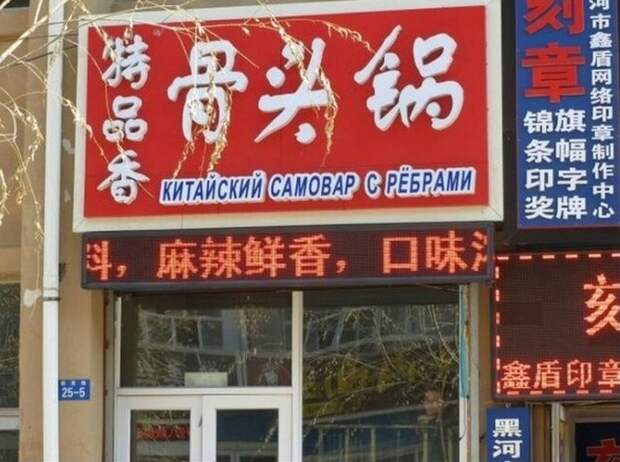 特品香
骨头锅
КИТАЙСКИЙ САМОВАР С РЁБРАМИ
料，麻辣鲜香，口味
25-5
刻章
河市鑫盾网络印章制作中心
锦旗
条幅
印字
奖牌
刻
鑫盾印章
黑河